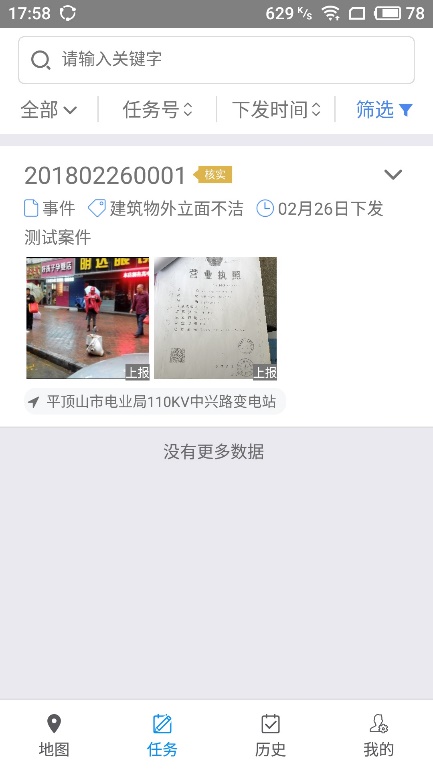 17:58 629 K/s 78
请输入关键字
全部 任务号 下发时间 筛选
201802260001 核实
事件 建筑物外立面不洁 02月26日下发
测试案件
营业执照
上报 上报
平顶山市电业局110KV中兴路变电站
没有更多数据
地图 任务 历史 我的